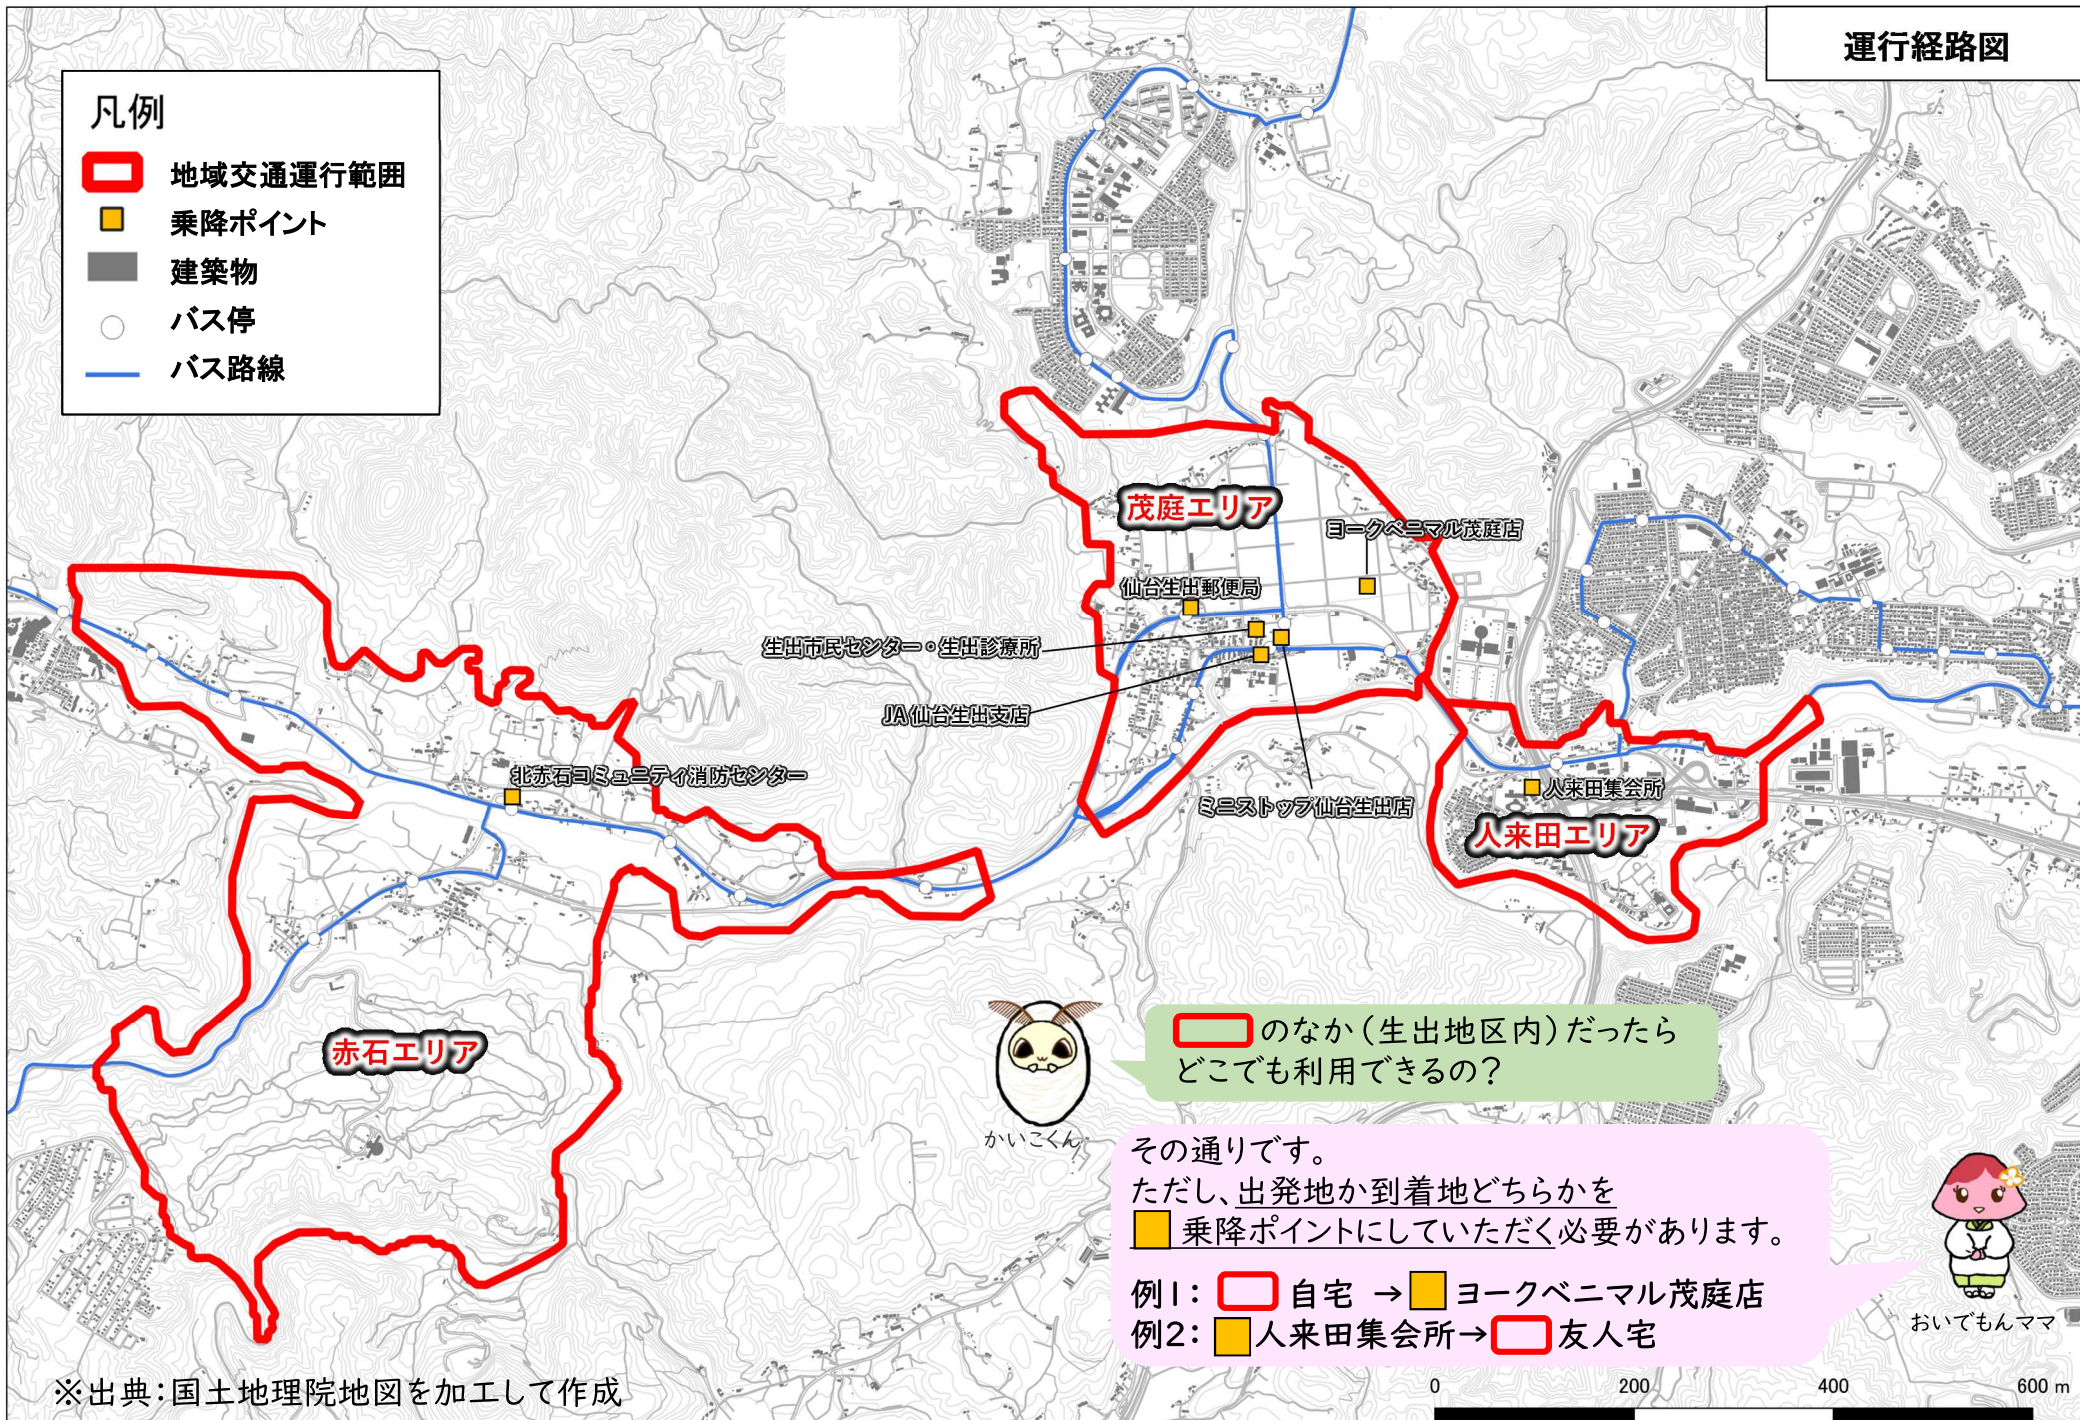 運行経路図
凡例
地域交通運行範囲
乗降ポイント
建築物
バス停
バス路線
茂庭エリア
ヨークベニマル茂庭店
仙台生出郵便局
生出市民センター・生出診療所
JA仙台生出支店
北赤石コミュニティ消防センター
ミニストップ仙台生出店
人来田集会所
人来田エリア
赤石エリア
のなか(生出地区内)だったら
どこでも利用できるの?
かいこくん
その通りです。
ただし、出発地か到着地どちらかを
乗降ポイントにしていただく必要があります。
例1: 自宅 → ヨークベニマル茂庭店
例2: 人来田集会所→ 友人宅
おいでもんママ
※出典:国土地理院地図を加工して作成
0 200 400 600 m